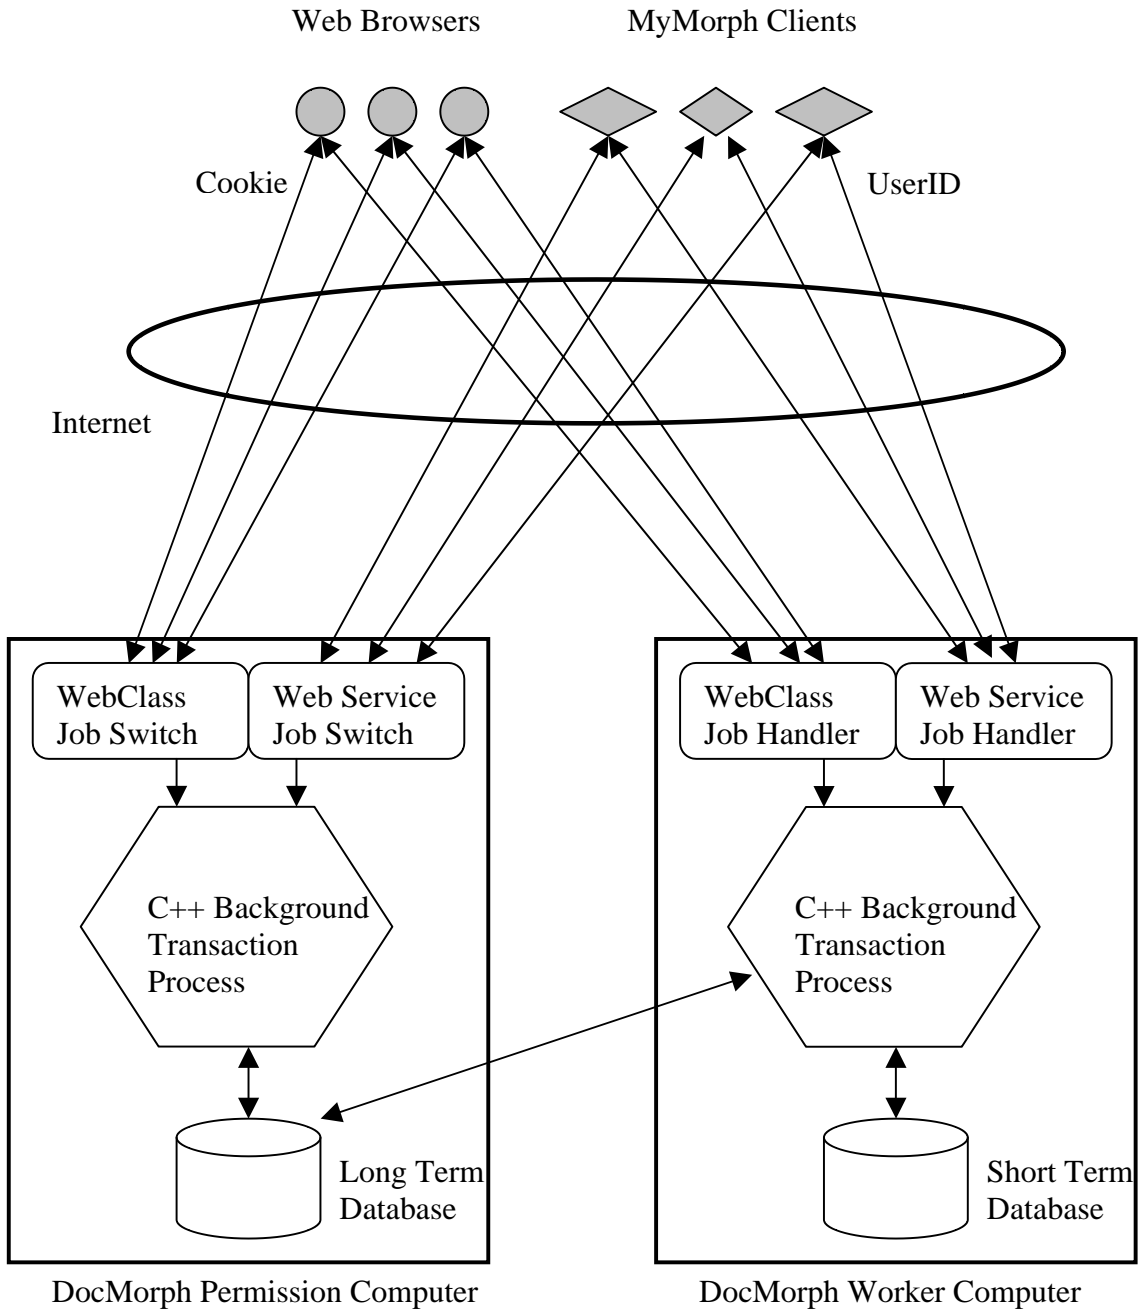 Web Browsers
MyMorph Clients
Cookie
UserID
Internet
WebClass
Job Switch
Web Service
Job Switch
WebClass
Job Handler
Web Service
Job Handler
C++ Background
Transaction
Process
C++ Background
Transaction
Process
Long Term
Database
Short Term
Database
DocMorph Permission Computer
DocMorph Worker Computer